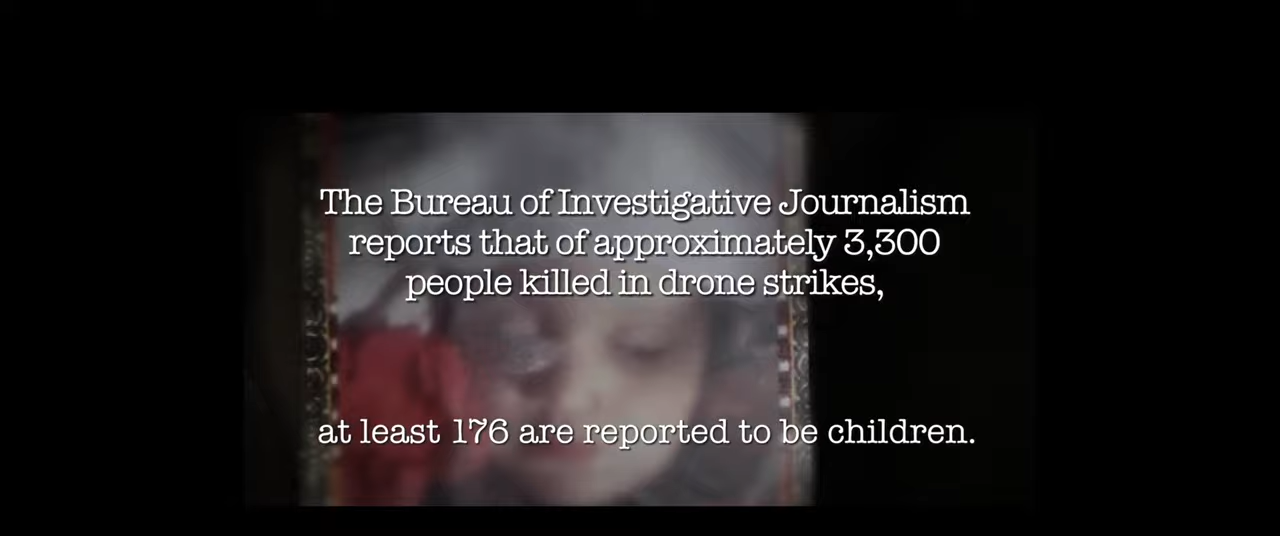 The Bureau of Investigative Journalism
reports that of approximately 3,300
people killed in drone strikes,
at least 176 are reported to be children.